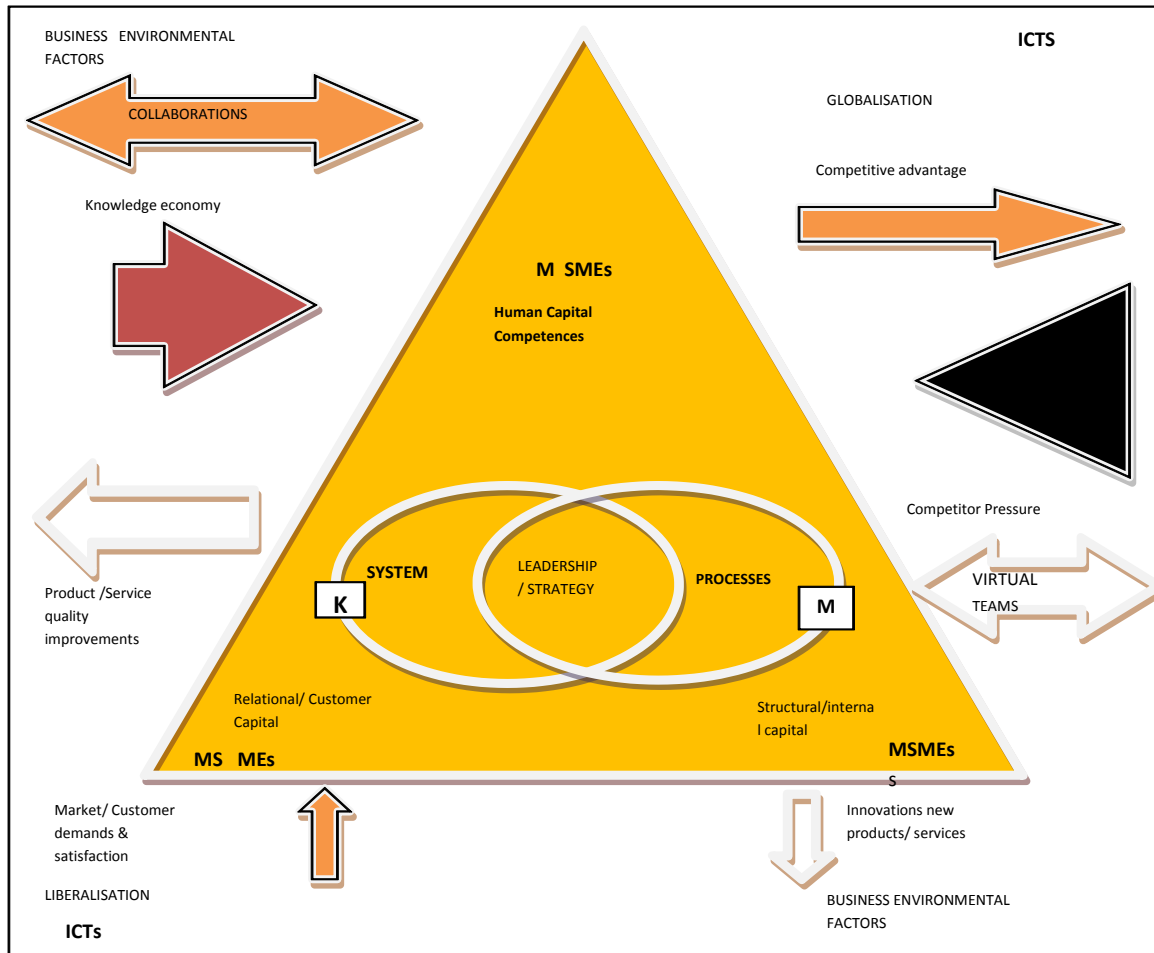 BUSINESS ENVIRONMENTAL
FACTORS
ICTS
COLLABORATIONS
GLOBALISATION
Competitive advantage
Knowledge economy
M SMEs
Human Capital
Competences
Competitor Pressure
SYSTEM
LEADERSHIP
/ STRATEGY
PROCESSES
K
M
VIRTUAL
TEAMS
Product /Service
quality
improvements
Relational/ Customer
Capital
Structural/interna
l capital
MS MEs
MSMEs
s
Market/ Customer
demands &
satisfaction
Innovations new
products/ services
LIBERALISATION
BUSINESS ENVIRONMENTAL
FACTORS
ICTs